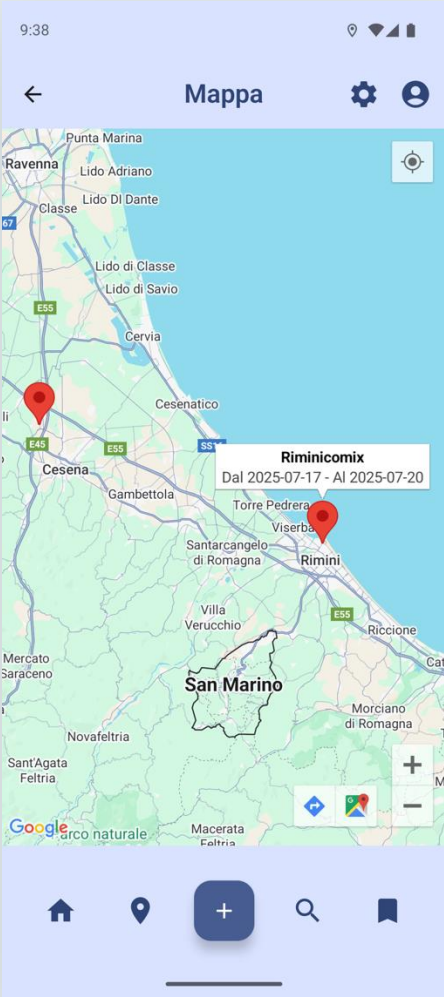 9:38
Mappa
Punta Marina
Ravenna
Lido Adriano
Lido DI Dante
Classe
67
Lido di Classe
Lido di Savio
E55
Cervia
Cesenatico
E45
E55
Cesena
Riminicomix
Dal 2025-07-17 - Al 2025-07-20
Gambettola
Torre Pedrera
Viserba
Santarcangelo
di Romagna
Rimini
Villa
Verucchio
E55
Riccione
Mercato
Saraceno
Cat
San Marino
Morciano
di Romagna
Novafeltria
Sant'Agata
Feltria
Google
arco naturale
Macerata
Feltria